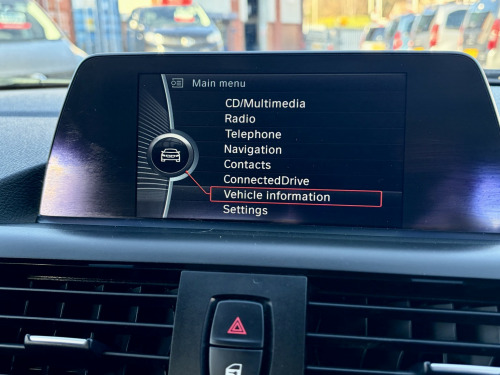 Main menu
CD/Multimedia
Radio
Telephone
Navigation
Contacts
ConnectedDrive
Vehicle information
Settings